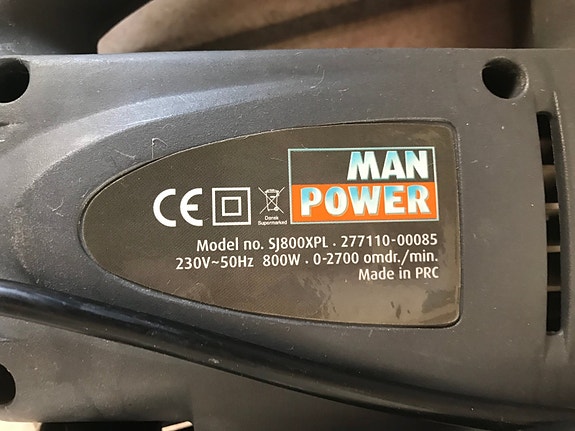 MAN
POWER
CE
Dansk
Supermarked
Model no. SJ800XPL . 277110-00085
230V~50Hz 800W . 0-2700 omdr./min.
Made in PRC